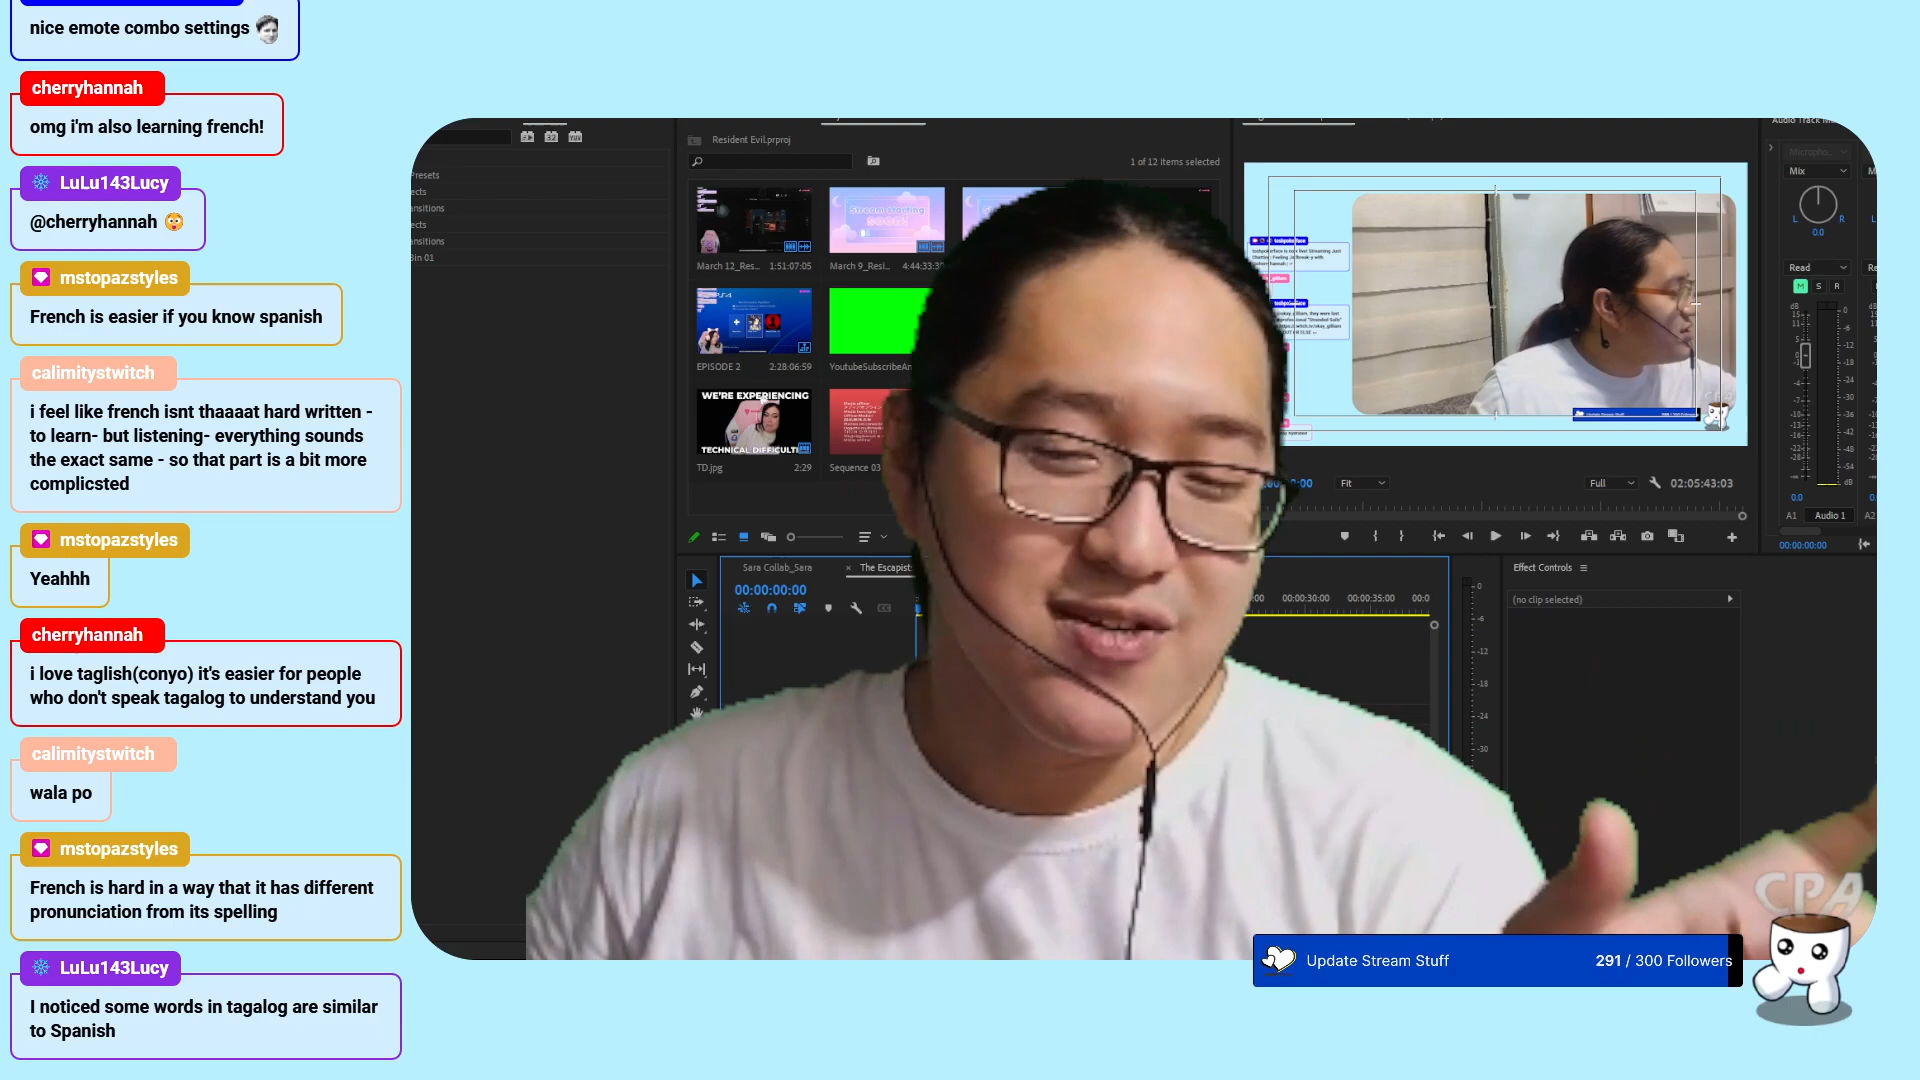 nice emote combo settings
cherryhannah
omg i'm also learning french!
LuLu143Lucy
@cherryhannah
mstopazstyles
French is easier if you know spanish
calimitystwitch
i feel like french isnt thaaaat hard written -
to learn- but listening- everything sounds
the exact same - so that part is a bit more
complicsted
mstopazstyles
Yeahhh
cherryhannah
i love taglish(conyo) it's easier for people
who don't speak tagalog to understand you
calimitystwitch
wala po
mstopazstyles
French is hard in a way that it has different
pronunciation from its spelling
LuLu143Lucy
I noticed some words in tagalog are similar
to Spanish
Resident Evil.prproj
1 of 12 items selected
March 12_Res...
1:51:07:05
March 9_Resi...
Stream Starting
soon!
EPISODE 2
2:28:06:59
WE'RE EXPERIENCING
TECHNICAL DIFFICULTI
TD.jpg
2:29
Sequence 03
Fit
Full
02:05:43:03
Mix
L
R
0.0
Read
M
S
R
A1
Audio 1
A2
00:00:00:00
Sara Collab_Sara
The Escapist
00:00:00:00
00:00:30:00
00:00:35:00
Effect Controls
(no clip selected)
CPA
Update Stream Stuff
291 / 300 Followers